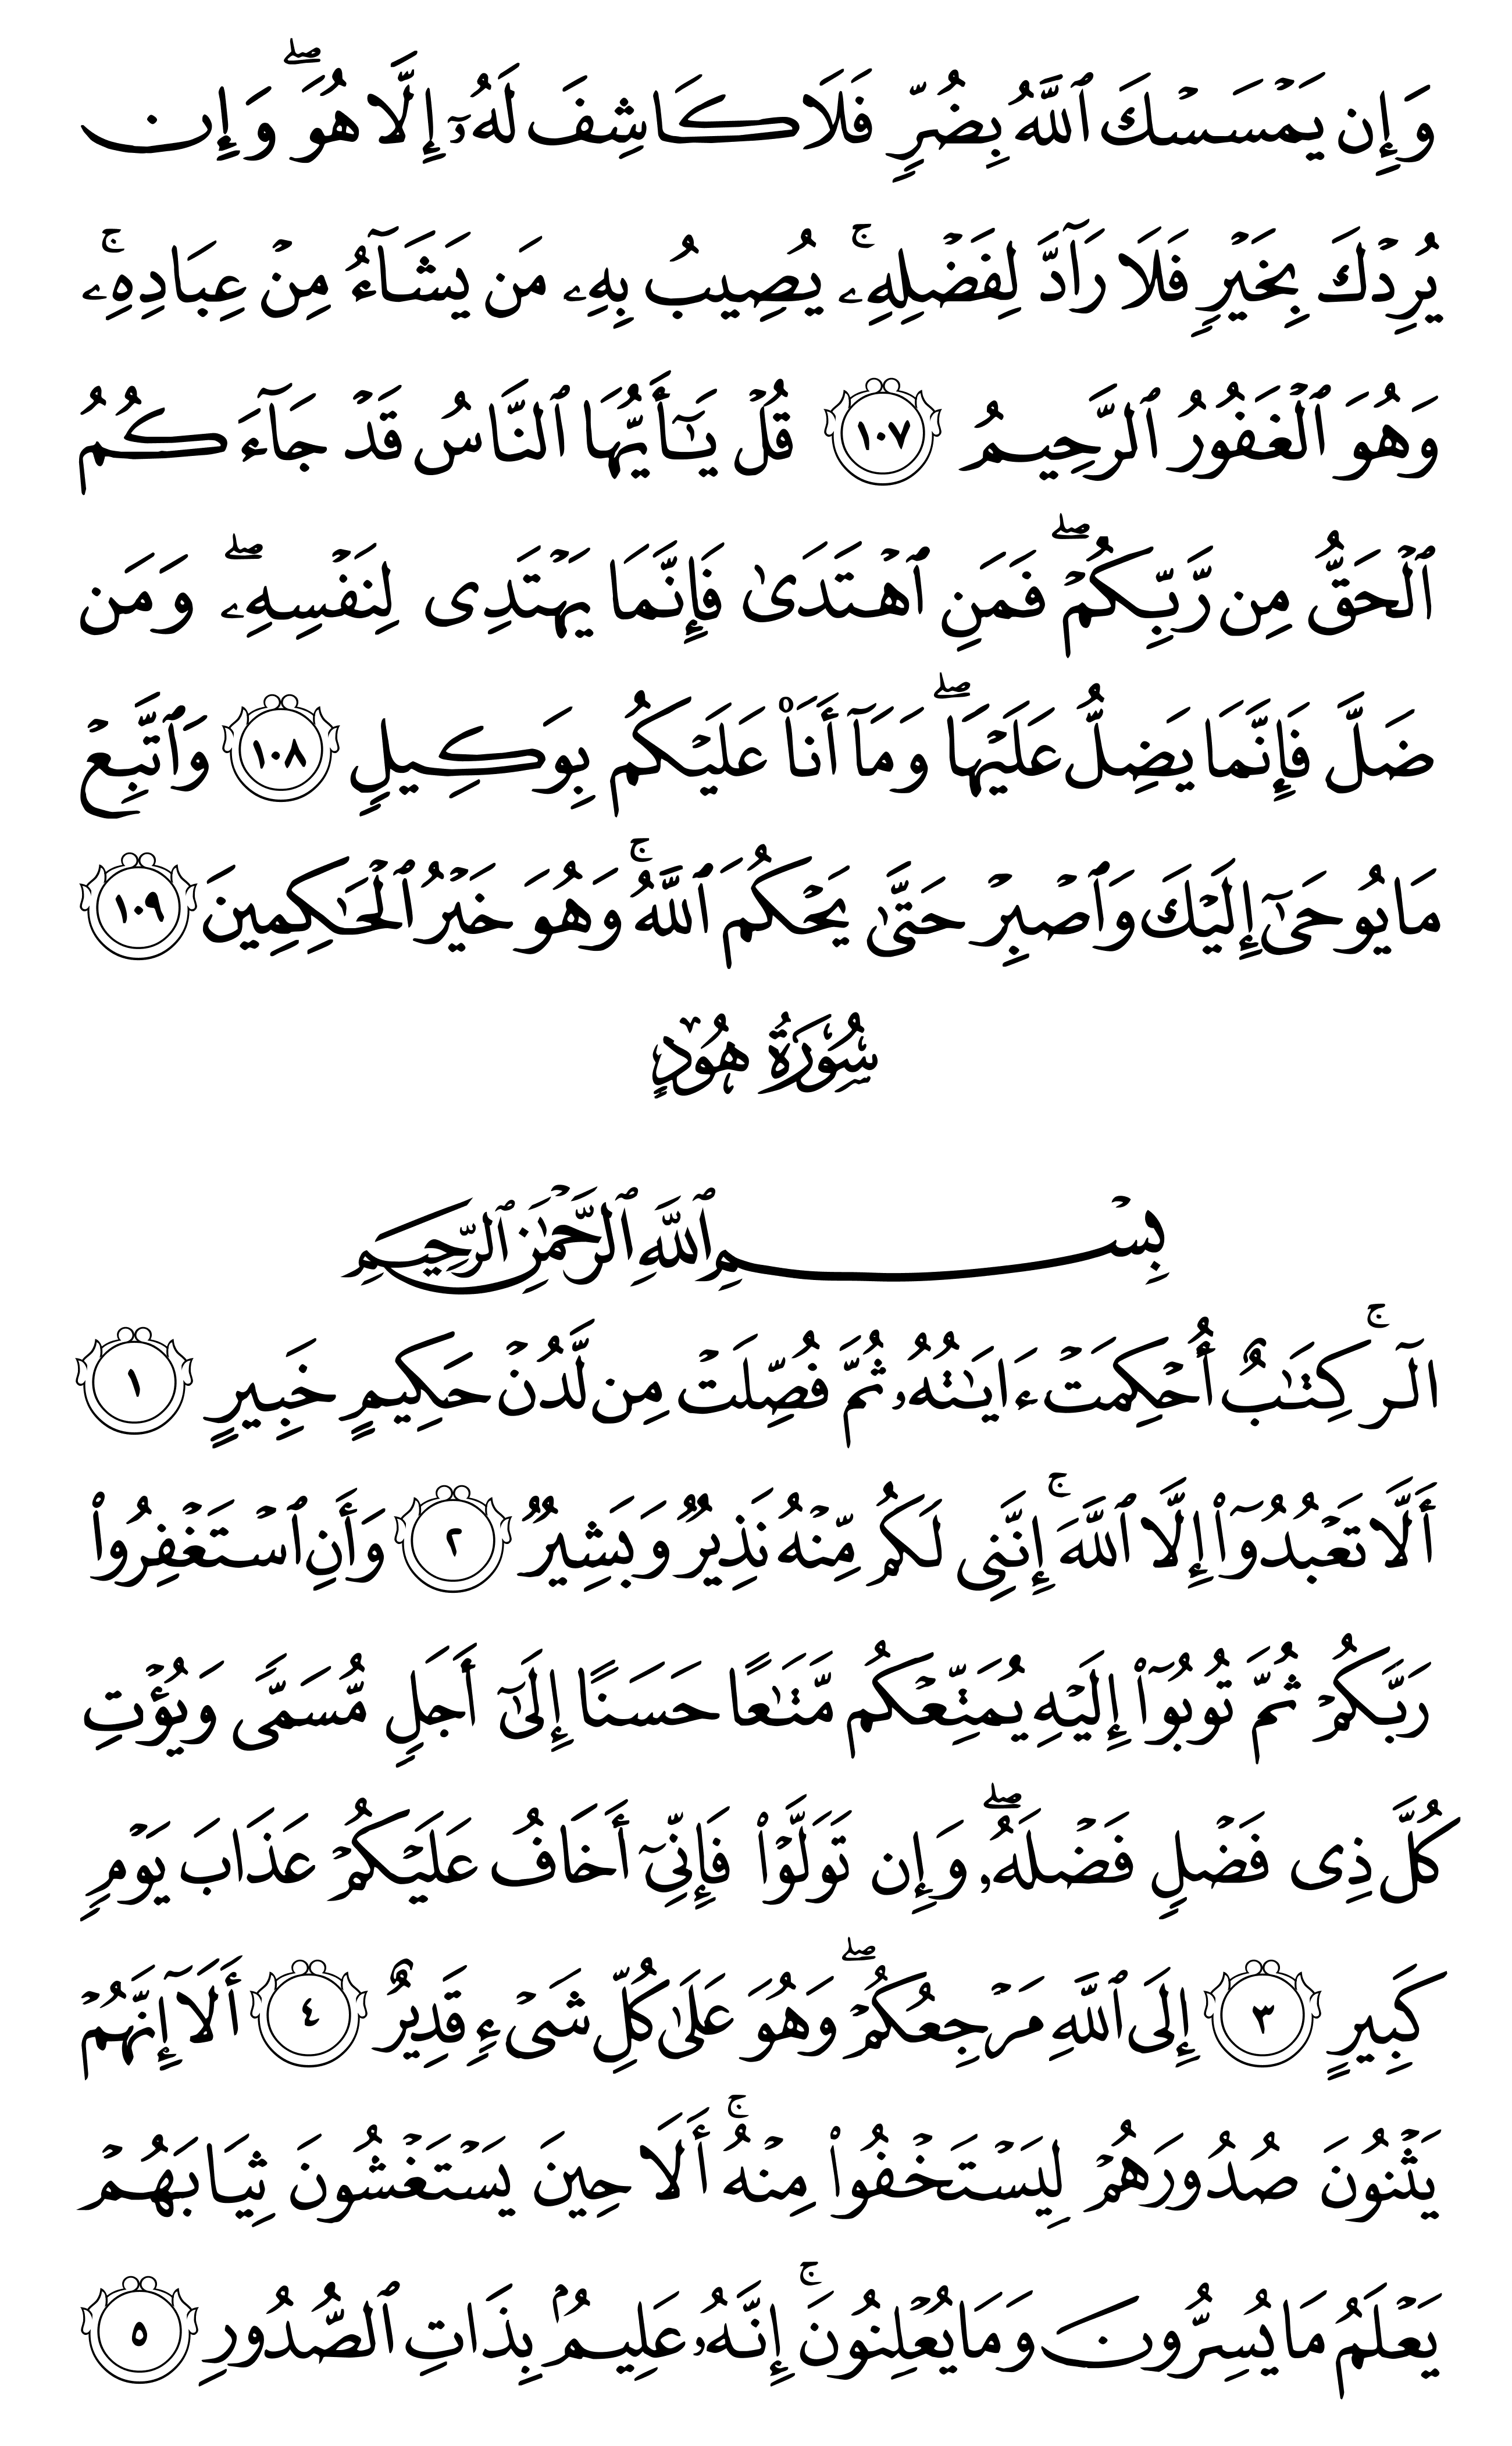 وَإِن يَمۡسَسۡكَ ٱللَّهُ بِضُرّٖ فَلَا كَاشِفَ لَهُۥٓ إِلَّا هُوَۖ وَإِن
يُرِدۡكَ بِخَيۡرٖ فَلَا رَآدَّ لِفَضۡلِهِۦۚ يُصِيبُ بِهِۦ مَن يَشَآءُ مِنۡ عِبَادِهِۦۚ
وَهُوَ ٱلۡغَفُورُ ٱلرَّحِيمُ ١٠٧ قُلۡ يَٰٓأَيُّهَا ٱلنَّاسُ قَدۡ جَآءَكُمُ
ٱلۡحَقُّ مِن رَّبِّكُمۡۖ فَمَنِ ٱهۡتَدَىٰ فَإِنَّمَا يَهۡتَدِي لِنَفۡسِهِۦۖ وَمَن
ضَلَّ فَإِنَّمَا يَضِلُّ عَلَيۡهَاۖ وَمَآ أَنَا۠ عَلَيۡكُم بِوَكِيلٖ ١٠٨ وَٱتَّبِعۡ
مَا يُوحَىٰٓ إِلَيۡكَ وَٱصۡبِرۡ حَتَّىٰ يَحۡكُمَ ٱللَّهُۚ وَهُوَ خَيۡرُ ٱلۡحَٰكِمِينَ ١٠٩
سُورَةُ هُودٍ
بِسۡمِ ٱللَّهِ ٱلرَّحۡمَٰنِ ٱلرَّحِيمِ
الٓرۚ كِتَٰبٌ أُحۡكِمَتۡ ءَايَٰتُهُۥ ثُمَّ فُصِّلَتۡ مِن لَّدُنۡ حَكِيمٍ خَبِيرٍ ١
أَلَّا تَعۡبُدُوٓاْ إِلَّا ٱللَّهَۚ إِنَّنِي لَكُم مِّنۡهُ نَذِيرٞ وَبَشِيرٞ ٢ وَأَنِ ٱسۡتَغۡفِرُواْ
رَبَّكُمۡ ثُمَّ تُوبُوٓاْ إِلَيۡهِ يُمَتِّعۡكُم مَّتَٰعًا حَسَنًا إِلَىٰٓ أَجَلٖ مُّسَمّٗى وَيُؤۡتِ
كُلَّ ذِي فَضۡلٖ فَضۡلَهُۥۖ وَإِن تَوَلَّوۡاْ فَإِنِّيٓ أَخَافُ عَلَيۡكُمۡ عَذَابَ يَوۡمٖ
كَبِيرٍ ٣ إِلَى ٱللَّهِ مَرۡجِعُكُمۡۖ وَهُوَ عَلَىٰ كُلِّ شَيۡءٖ قَدِيرٌ ٤ أَلَآ إِنَّهُمۡ
يَثۡنُونَ صُدُورَهُمۡ لِيَسۡتَخۡفُواْ مِنۡهُۚ أَلَا حِينَ يَسۡتَغۡشُونَ ثِيَابَهُمۡ
يَعۡلَمُ مَا يُسِرُّونَ وَمَا يُعۡلِنُونَۚ إِنَّهُۥ عَلِيمُۢ بِذَاتِ ٱلصُّدُورِ ٥